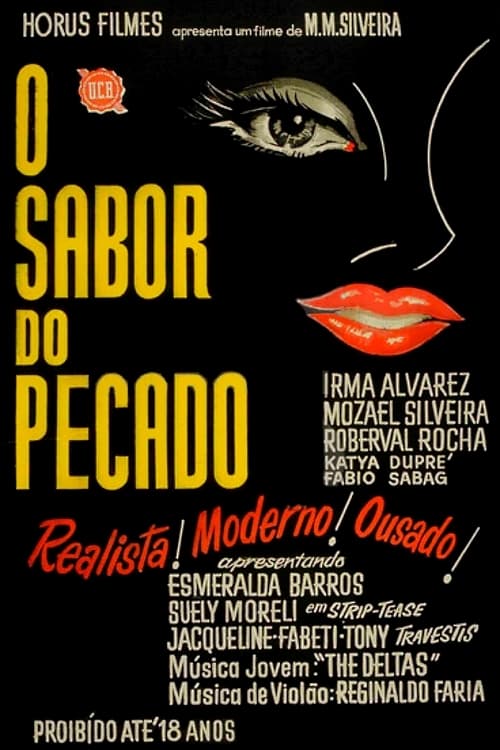 HORUS FILMES apresenta um filme de M.M.SILVEIRA
U.C.B.
O
SABOR
DO
PECADO
IRMA ALVAREZ
MOZAEL SILVEIRA
ROBERVAL ROCHA
KATYA DUPRE'
FABIO SABAG
Realista! Moderno! Ousado!
apresentando
ESMERALDA BARROS
SUELY MORELI em STRIP-TEASE
JACQUELINE-FABETI-TONY TRAVESTIS
Música Jovem:"THE DELTAS"
Música de Violão: REGINALDO FARIA
PROIBÍDO ATE' 18 ANOS